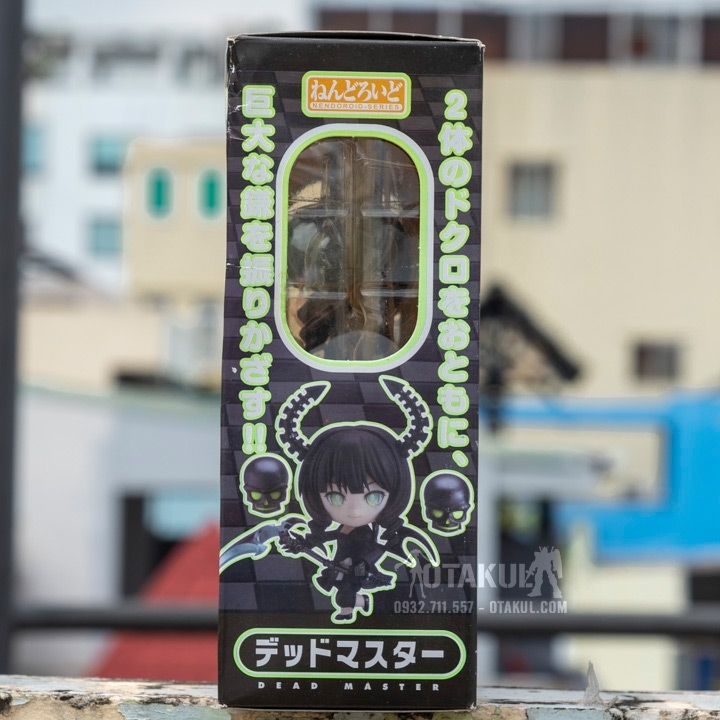 ねんどろいど
NENDOROID-SERIES
2体のドクロをおともに、
巨大な鎌を振りかざす!!
OTAKUL
0932.711.557 - OTAKUL.COM
デッドマスター
DEAD MASTER